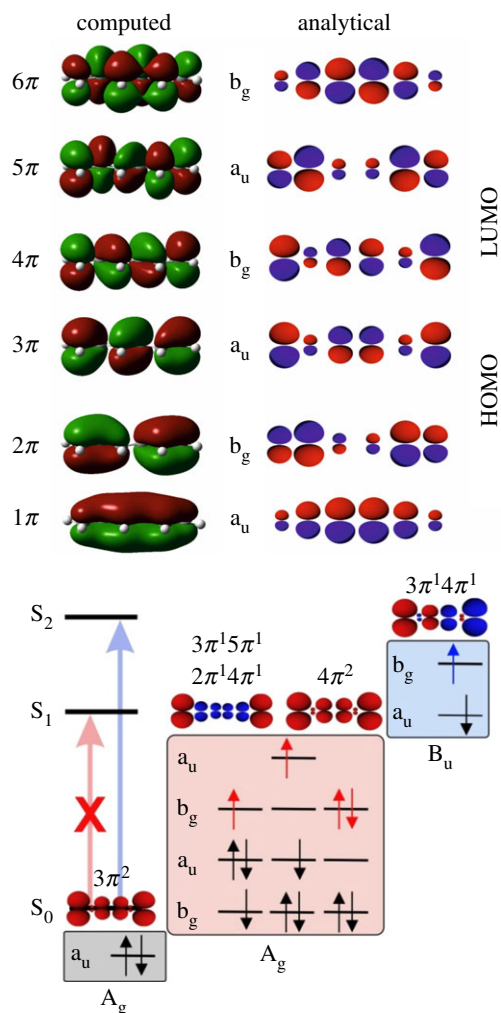 computed analytical
6π b_g
5π a_u
LUMO
4π b_g
3π a_u
HOMO
2π b_g
1π a_u
3π¹4π¹
S₂
3π¹5π¹
2π¹4π¹ 4π²
b_g
a_u
B_u
S₁
a_u
b_g
X
a_u
3π²
S₀
b_g
a_u
A_g
A_g